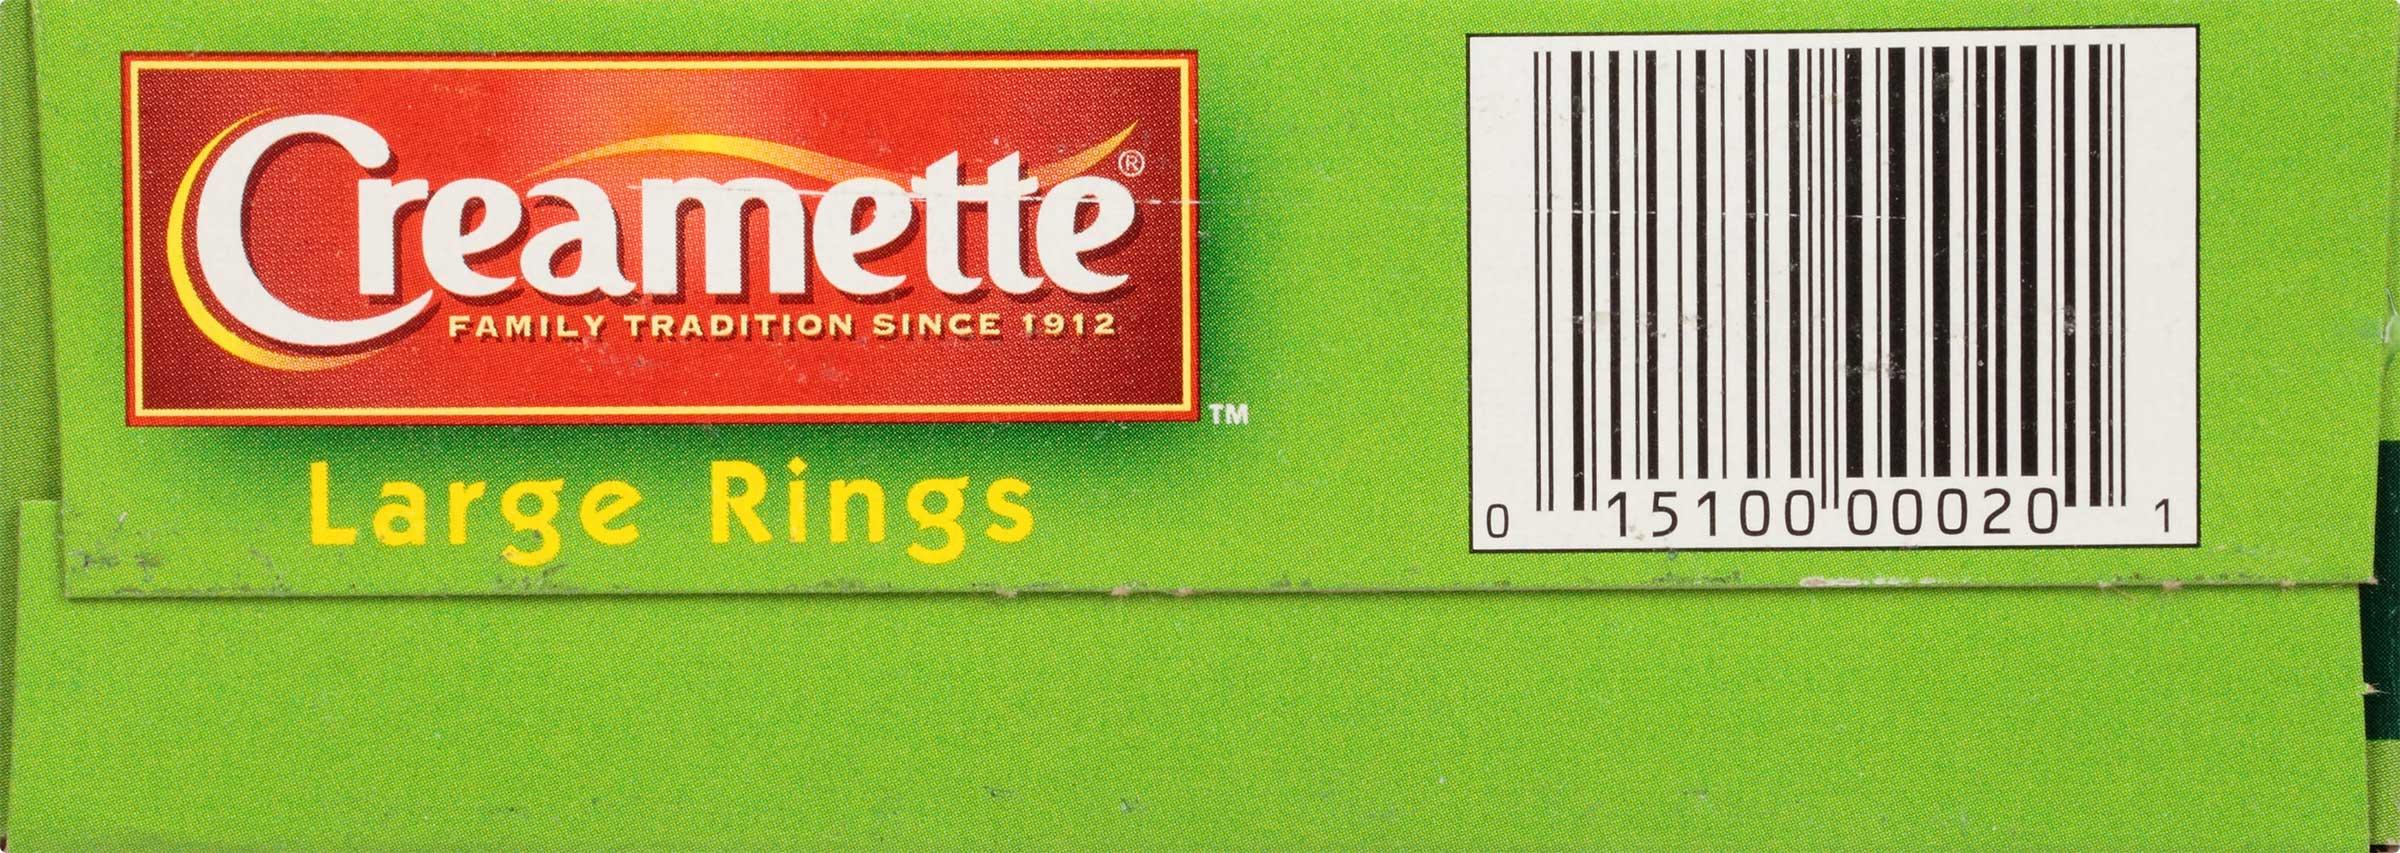 Creamette®
FAMILY TRADITION SINCE 1912
TM
Large Rings
0 15100 00020 1